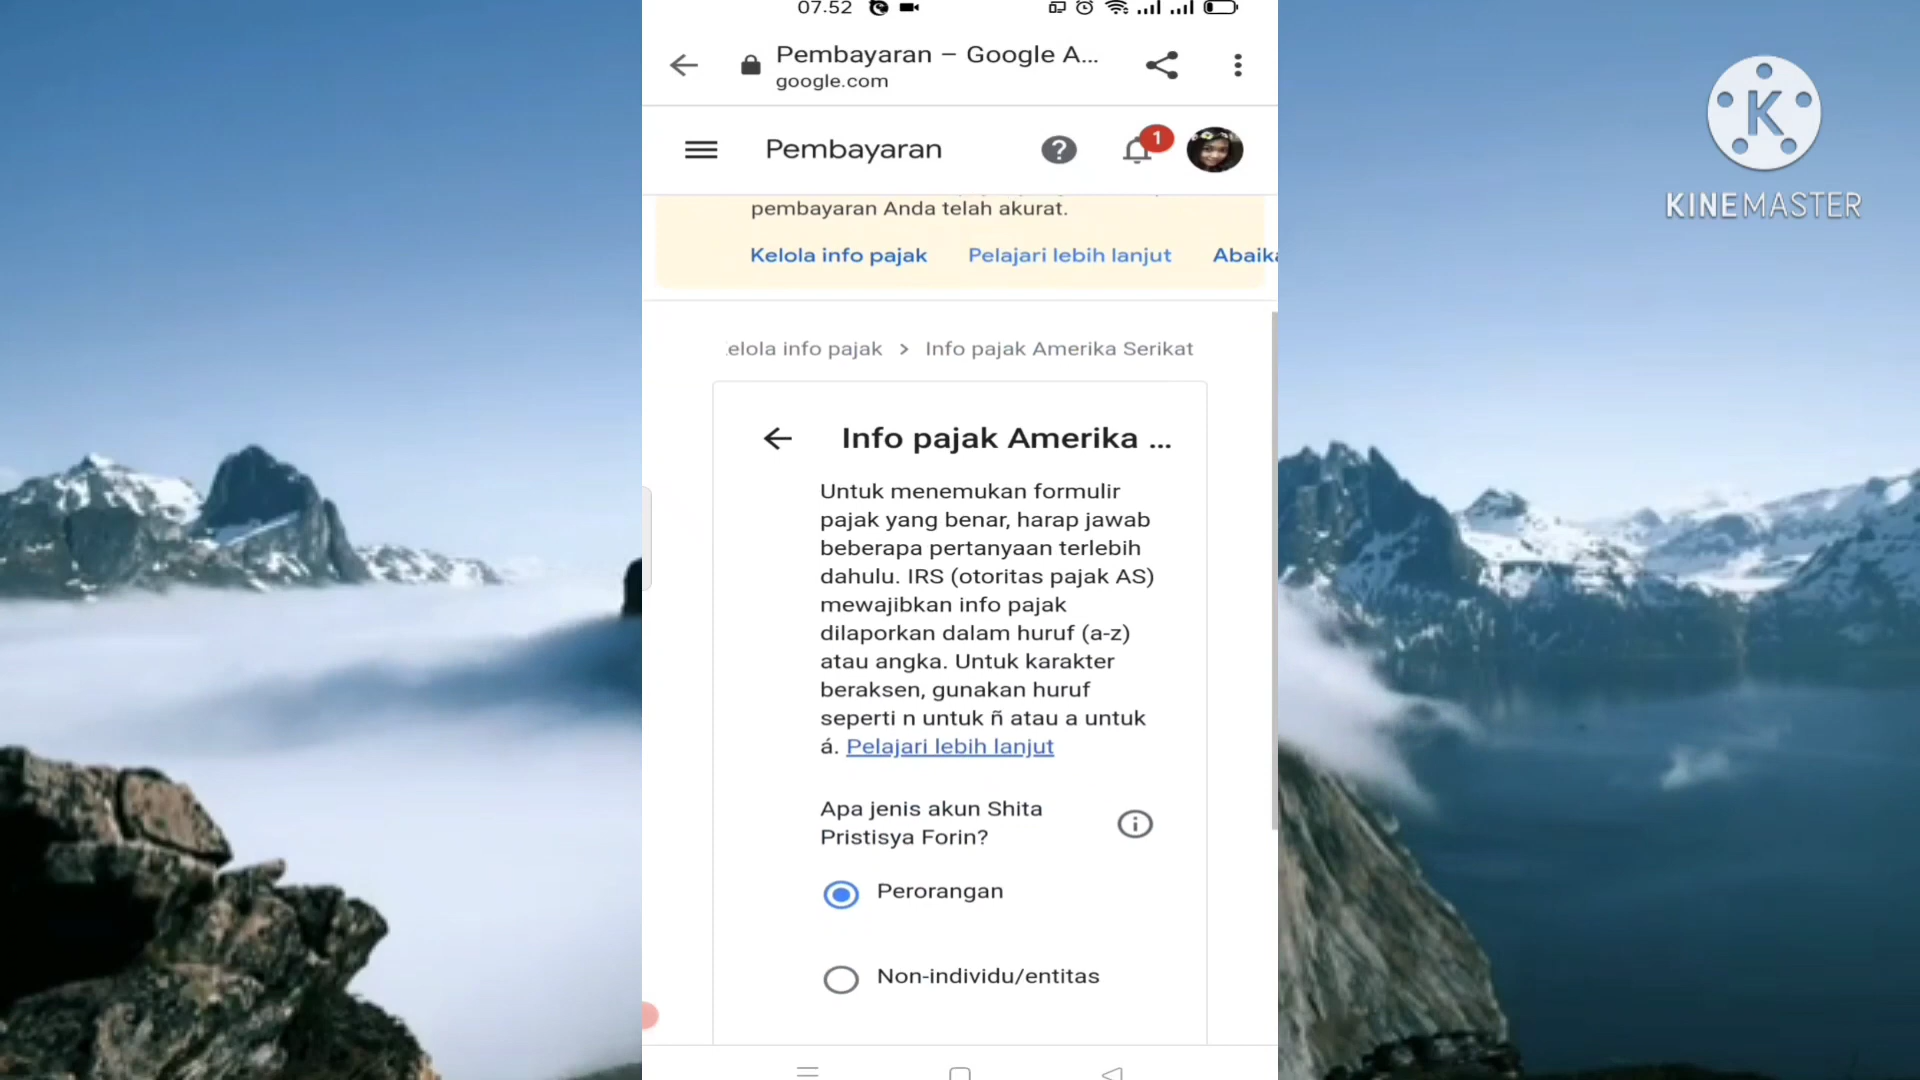 07.52
Pembayaran – Google A...
google.com
Pembayaran
1
pembayaran Anda telah akurat.
Kelola info pajak Pelajari lebih lanjut Abaika
elola info pajak > Info pajak Amerika Serikat
Info pajak Amerika ...
Untuk menemukan formulir
pajak yang benar, harap jawab
beberapa pertanyaan terlebih
dahulu. IRS (otoritas pajak AS)
mewajibkan info pajak
dilaporkan dalam huruf (a-z)
atau angka. Untuk karakter
beraksen, gunakan huruf
seperti n untuk ñ atau a untuk
á. Pelajari lebih lanjut
Apa jenis akun Shita
Pristisya Forin?
Perorangan
Non-individu/entitas
K
KINEMASTER